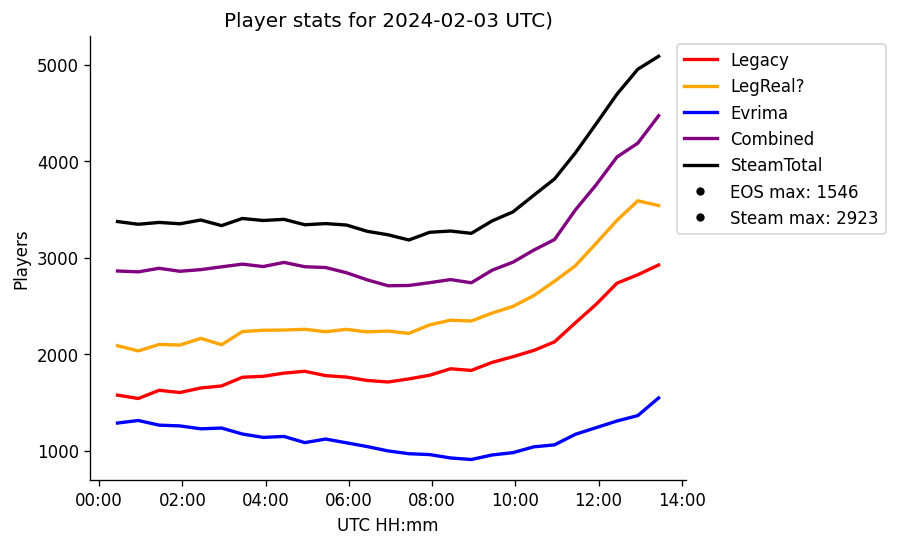 Player stats for 2024-02-03 UTC)
5000
4000
3000
2000
1000
Players
00:00 02:00 04:00 06:00 08:00 10:00 12:00 14:00
UTC HH:mm
Legacy
LegReal?
Evrima
Combined
SteamTotal
EOS max: 1546
Steam max: 2923